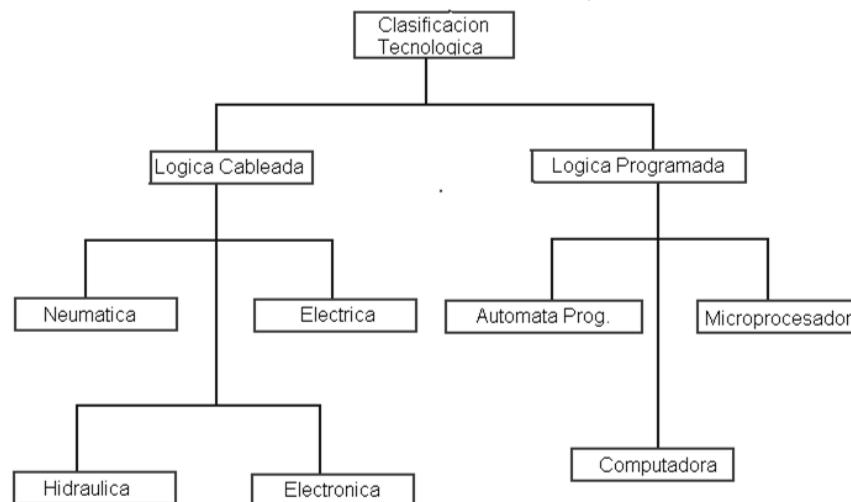 Clasificacion
Tecnologica
Logica Cableada
Logica Programada
Neumatica
Electrica
Automata Prog.
Microprocesador
Hidraulica
Electronica
Computadora